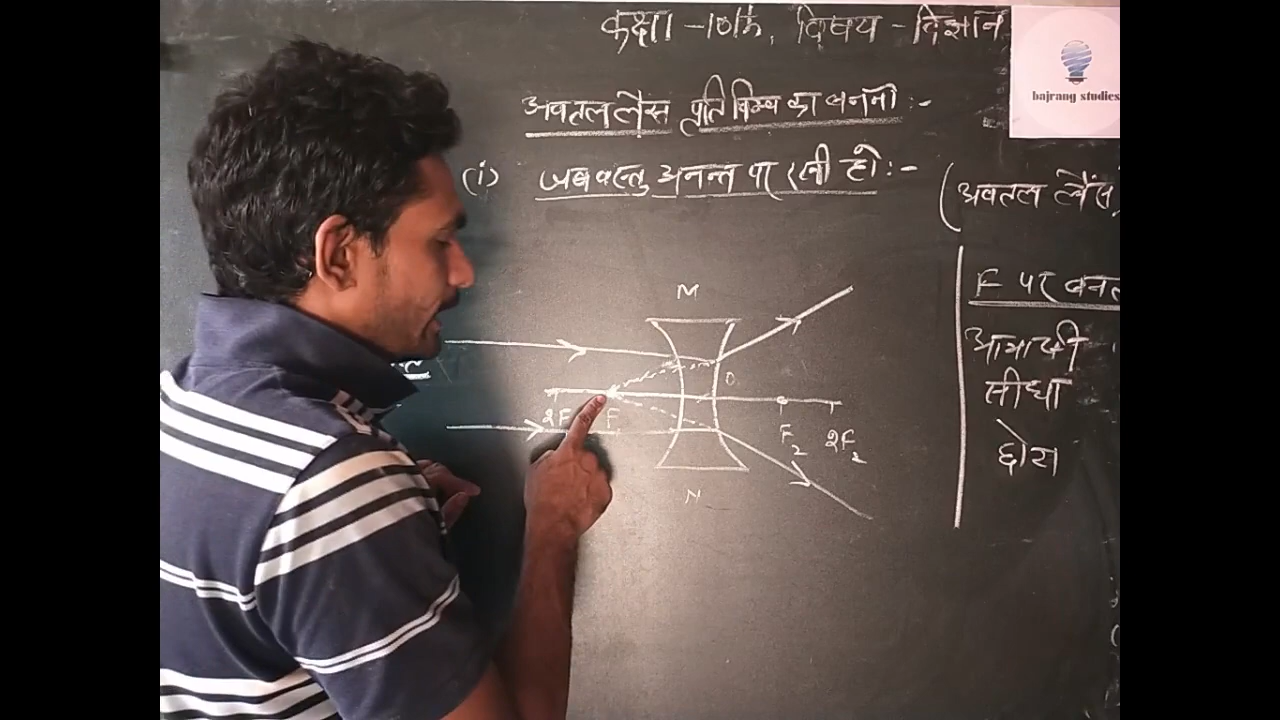 कक्षा - 10th, विषय - विज्ञान
bajrang studies
अवतल लैस प्रतिबिम्ब का बनना :-
(i) जब वस्तु अनन्त पर रखी हो :-
(अवतल लैंस
M
F पर बनत
आभासी
सीधा
O
2F F F₂ 2F₂
छोटा
N